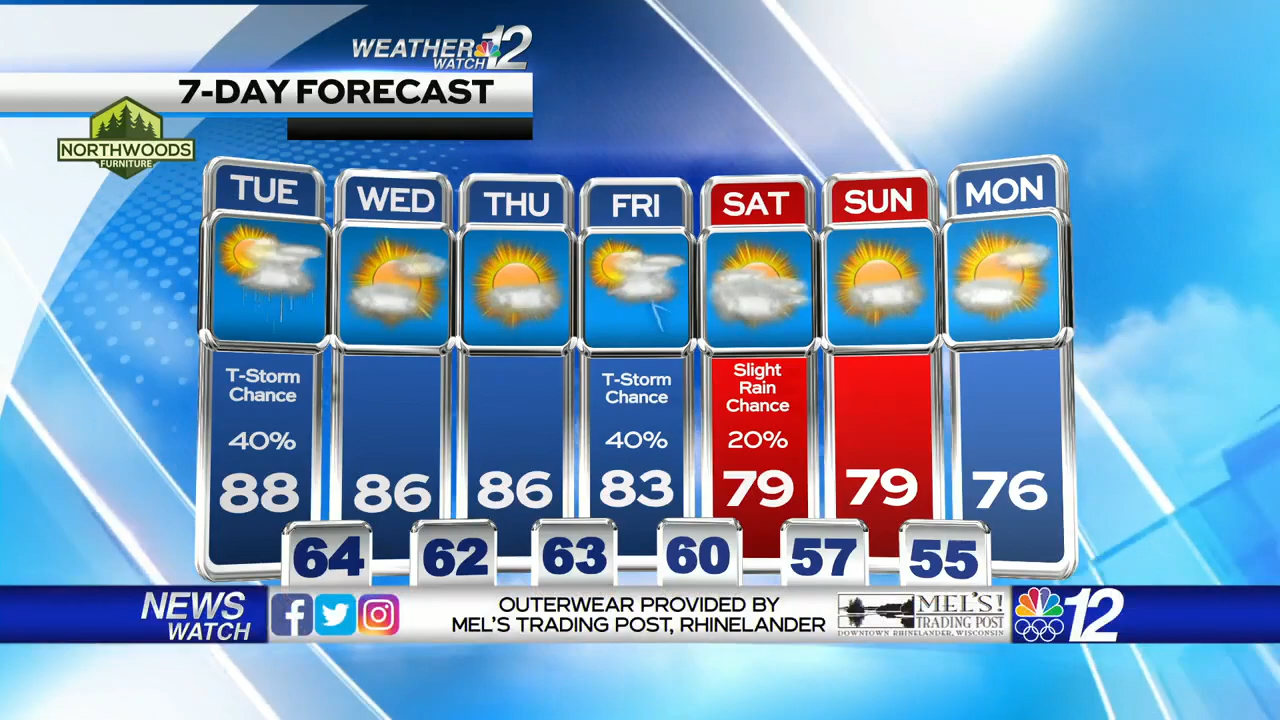 WEATHER
WATCH 12
7-DAY FORECAST
NORTHWOODS
FURNITURE
TUE WED THU FRI SAT SUN MON
T-Storm
Chance
40%
88
86
86
T-Storm
Chance
40%
83
Slight
Rain
Chance
20%
79
79
76
64 62 63 60 57 55
NEWS
WATCH
OUTERWEAR PROVIDED BY
MEL'S TRADING POST, RHINELANDER
MEL'S!
TRADING POST
DOWNTOWN RHINELANDER, WISCONSIN
12